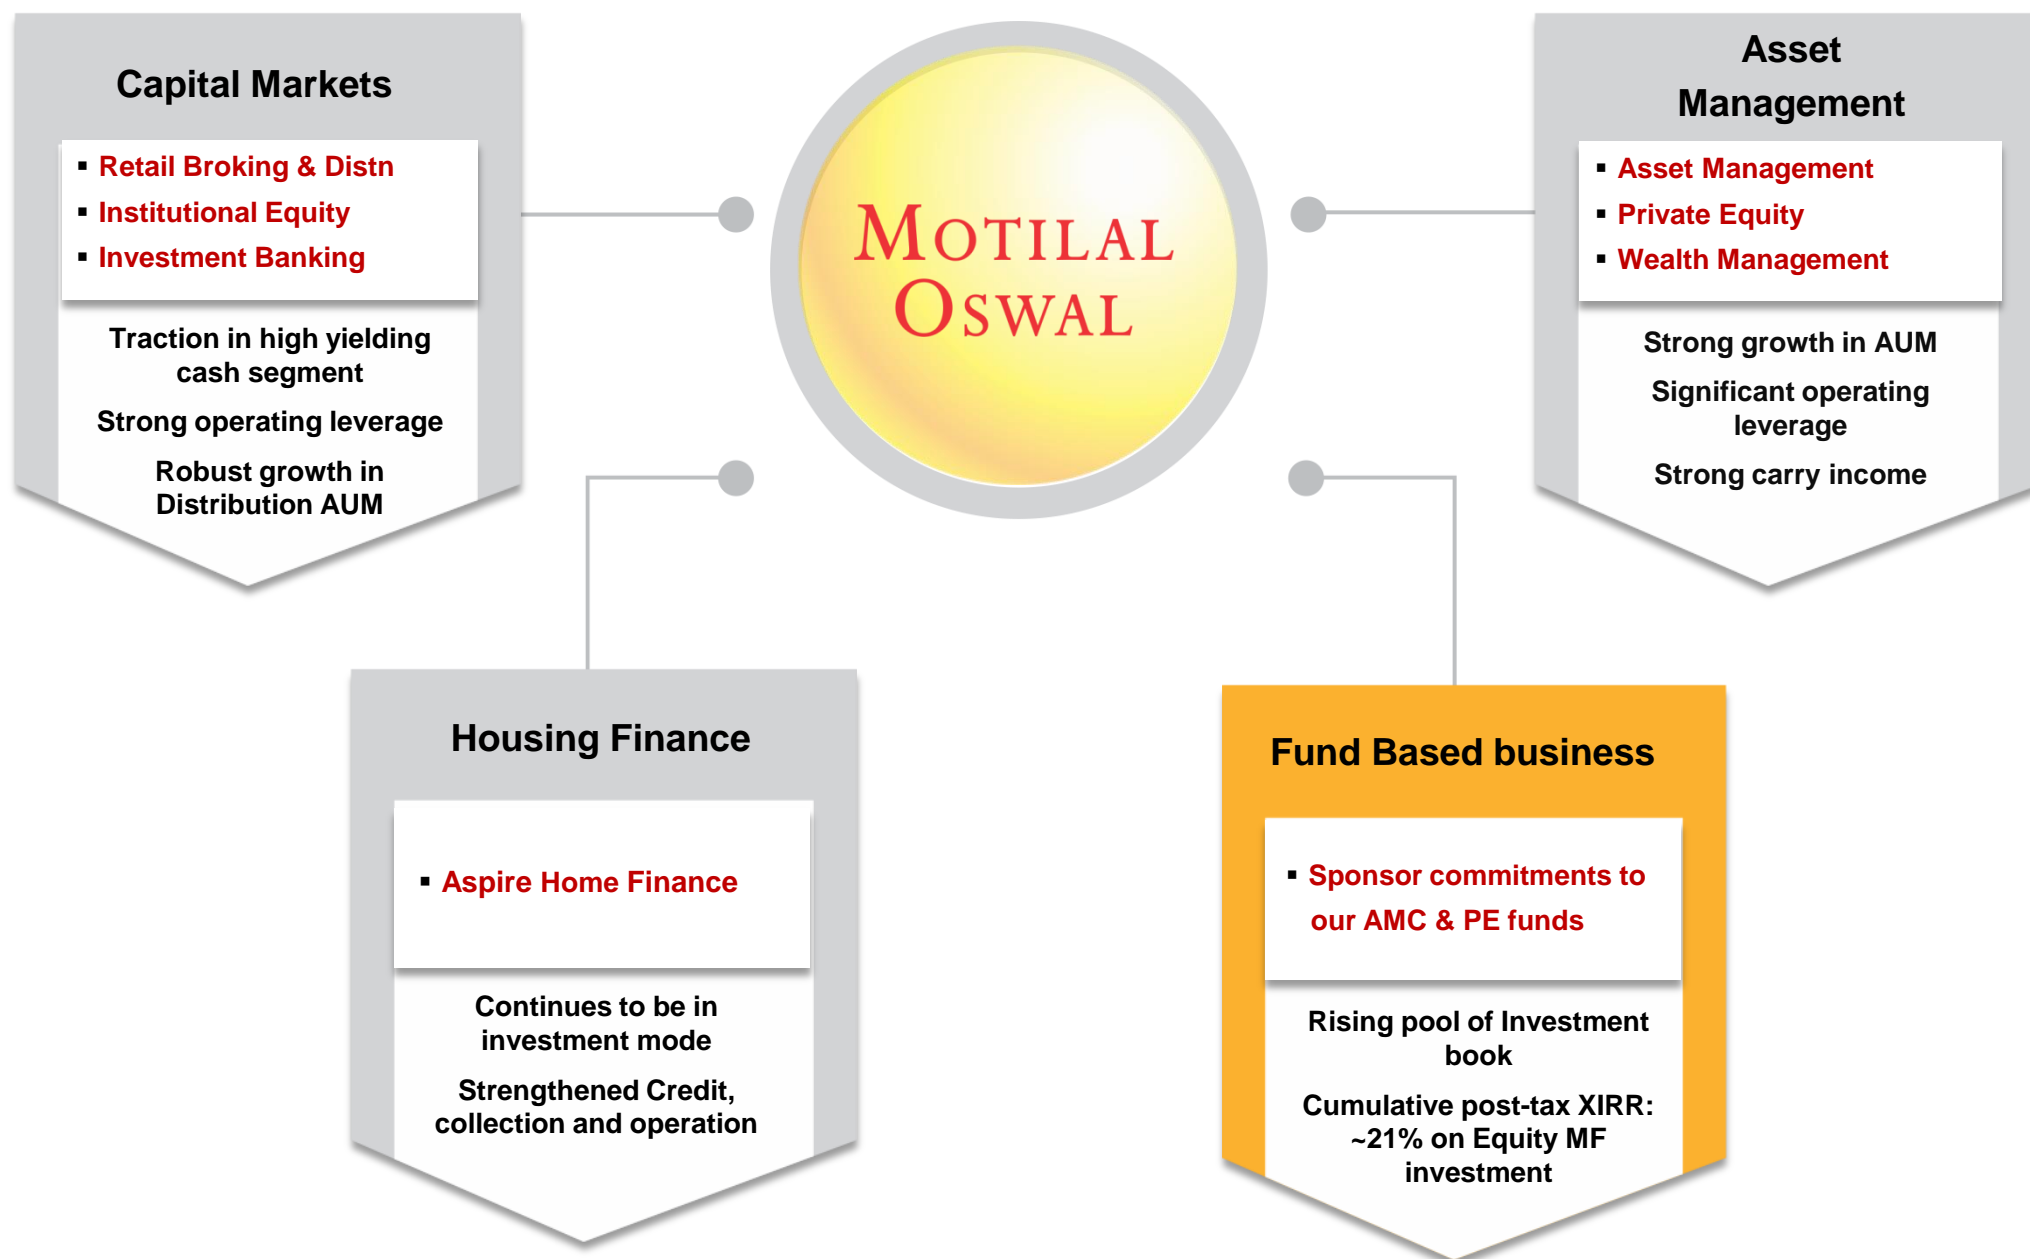 Capital Markets
▪ Retail Broking & Distn
▪ Institutional Equity
▪ Investment Banking
Traction in high yielding
cash segment
Strong operating leverage
Robust growth in
Distribution AUM
MOTILAL
OSWAL
Asset
Management
▪ Asset Management
▪ Private Equity
▪ Wealth Management
Strong growth in AUM
Significant operating
leverage
Strong carry income
Housing Finance
▪ Aspire Home Finance
Continues to be in
investment mode
Strengthened Credit,
collection and operation
Fund Based business
▪ Sponsor commitments to
our AMC & PE funds
Rising pool of Investment
book
Cumulative post-tax XIRR:
~21% on Equity MF
investment